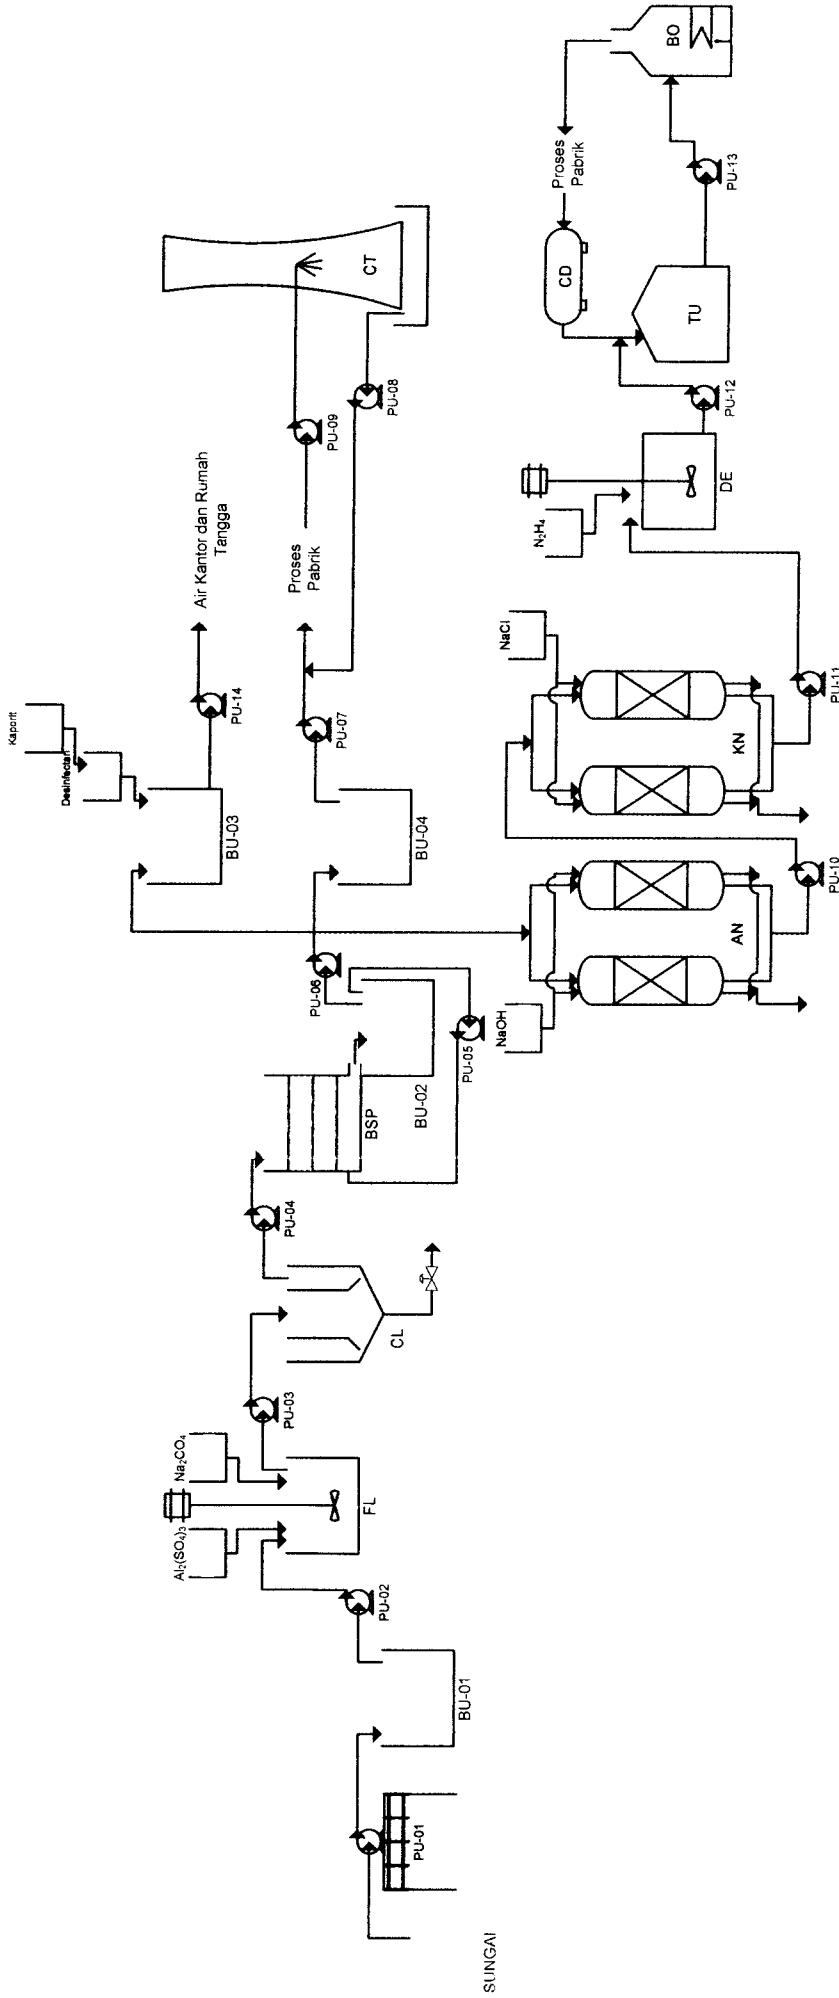 SUNGAI
PU-01
BU-01
PU-02
Al₂(SO₄)₃
Na₂CO₄
FL
PU-03
CL
PU-04
BSP
BU-02
PU-05
PU-06
Kaporit
Desinfectan
BU-03
PU-14
Air Kantor dan Rumah
Tangga
BU-04
PU-07
Proses
Pabrik
PU-09
PU-08
CT
NaOH
AN
PU-10
NaCl
KN
PU-11
N₂H₄
DE
PU-12
CD
Proses
Pabrik
TU
PU-13
BO